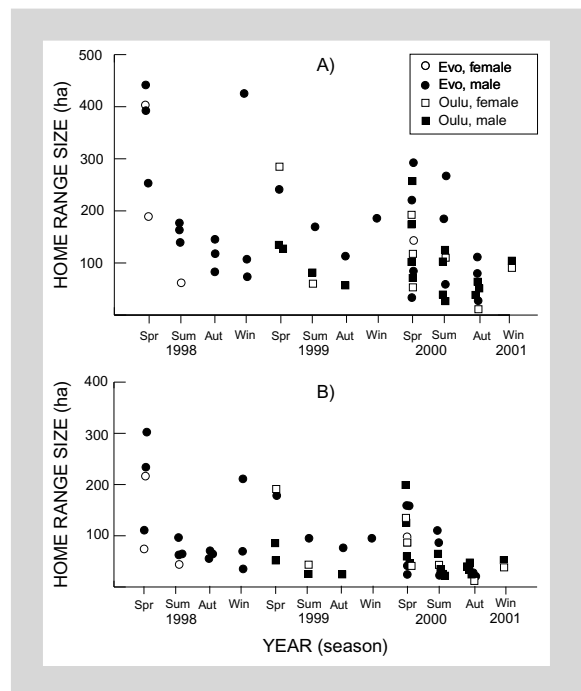 A)
Evo, female
Evo, male
Oulu, female
Oulu, male
HOME RANGE SIZE (ha)
500
400
300
200
100
Spr Sum Aut Win Spr Sum Aut Win Spr Sum Aut Win
1998 1999 2000 2001
B)
HOME RANGE SIZE (ha)
400
300
200
100
Spr Sum Aut Win Spr Sum Aut Win Spr Sum Aut Win
1998 1999 2000 2001
YEAR (season)